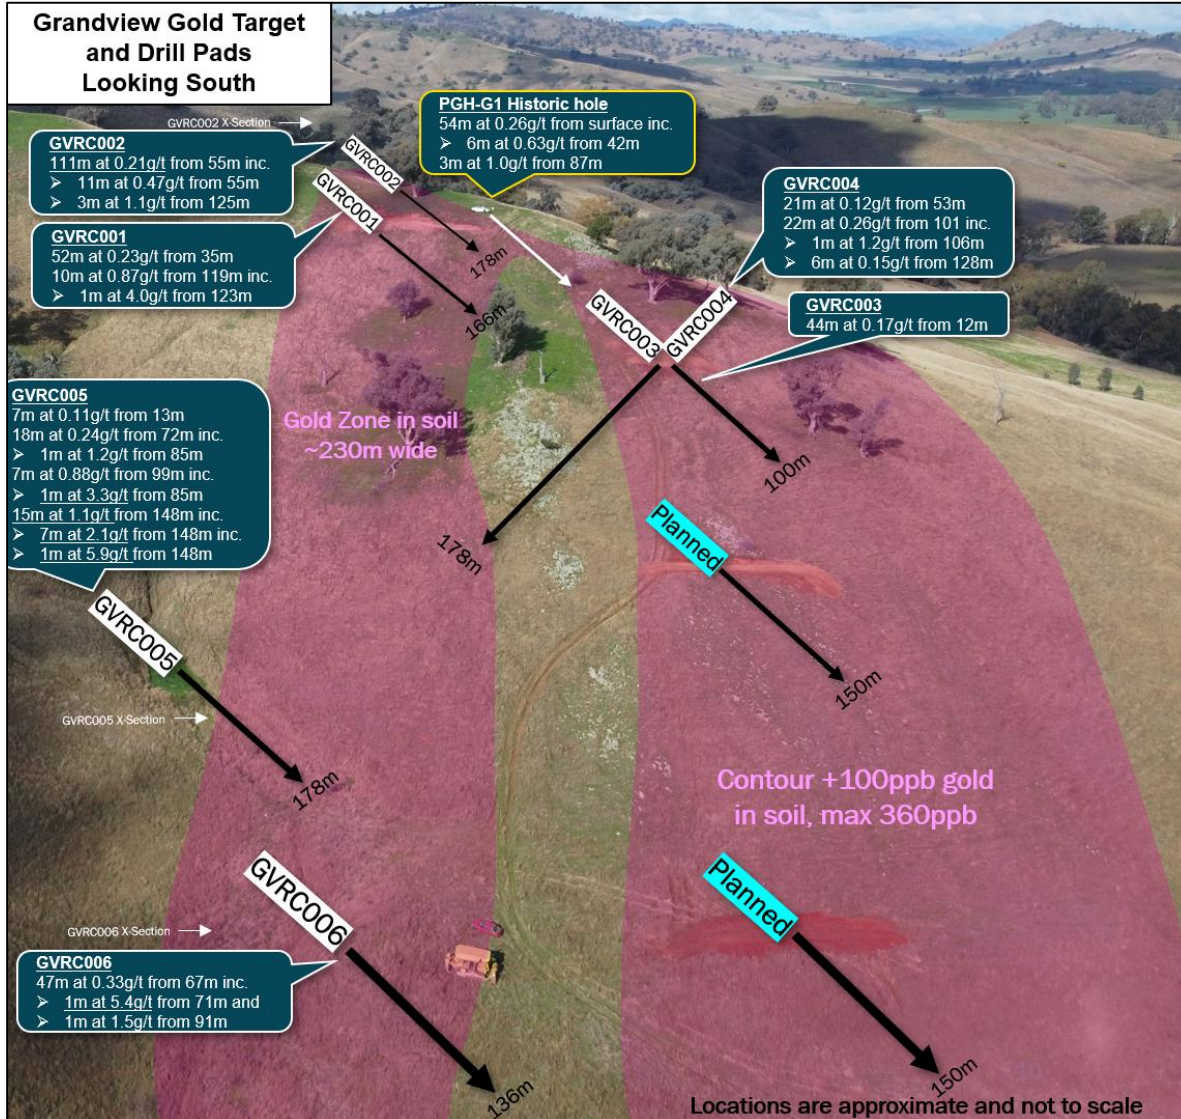 Grandview Gold Target
and Drill Pads
Looking South
PGH-G1 Historic hole
54m at 0.26g/t from surface inc.
➢ 6m at 0.63g/t from 42m
3m at 1.0g/t from 87m
GVRC002 X-Section
GVRC002
111m at 0.21g/t from 55m inc.
➢ 11m at 0.47g/t from 55m
➢ 3m at 1.1g/t from 125m
GVRC002
178m
GVRC001
52m at 0.23g/t from 35m
10m at 0.87g/t from 119m inc.
➢ 1m at 4.0g/t from 123m
GVRC001
166m
GVRC004
21m at 0.12g/t from 53m
22m at 0.26g/t from 101 inc.
➢ 1m at 1.2g/t from 106m
➢ 6m at 0.15g/t from 128m
GVRC003
44m at 0.17g/t from 12m
GVRC003
GVRC004
178m
100m
GVRC005
7m at 0.11g/t from 13m
18m at 0.24g/t from 72m inc.
➢ 1m at 1.2g/t from 85m
7m at 0.88g/t from 99m inc.
➢ 1m at 3.3g/t from 85m
15m at 1.1g/t from 148m inc.
➢ 7m at 2.1g/t from 148m inc.
➢ 1m at 5.9g/t from 148m
Gold Zone in soil
~230m wide
Planned
150m
GVRC005
GVRC005 X-Section
178m
Contour +100ppb gold
in soil, max 360ppb
GVRC006
Planned
GVRC006 X-Section
GVRC006
47m at 0.33g/t from 67m inc.
➢ 1m at 5.4g/t from 71m and
➢ 1m at 1.5g/t from 91m
136m
150m
Locations are approximate and not to scale